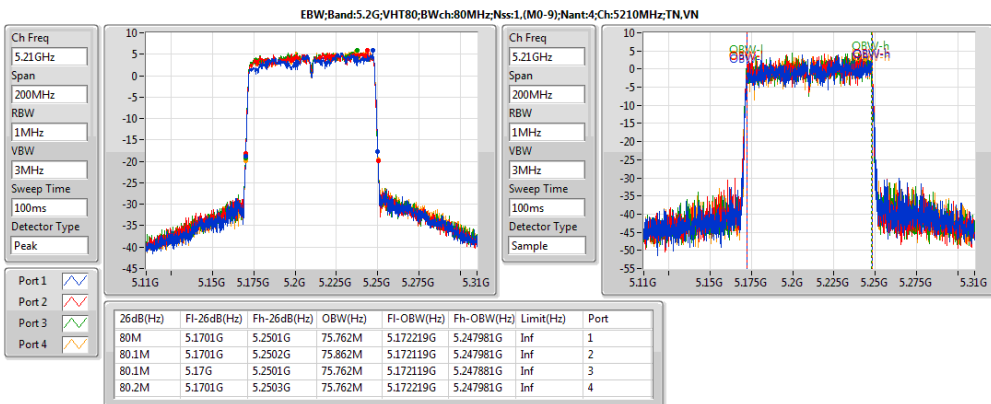 EBW;Band:5.2G;VHT80;BWch:80MHz;Nss:1,(M0-9);Nant:4;Ch:5210MHz;TN,VN
Ch Freq
5.21GHz
Span
200MHz
RBW
1MHz
VBW
3MHz
Sweep Time
100ms
Detector Type
Peak
10
5
0
-5
-10
-15
-20
-25
-30
-35
-40
-45
5.11G 5.15G 5.175G 5.2G 5.225G 5.25G 5.275G 5.31G
Ch Freq
5.21GHz
Span
200MHz
RBW
1MHz
VBW
3MHz
Sweep Time
100ms
Detector Type
Sample
10
5
0
-5
-10
-15
-20
-25
-30
-35
-40
-45
-50
-55
OBW-l
OBW-h
OBW-h
5.11G 5.15G 5.175G 5.2G 5.225G 5.25G 5.275G 5.31G
Port 1
Port 2
Port 3
Port 4
26dB(Hz) Fl-26dB(Hz) Fh-26dB(Hz) OBW(Hz) Fl-OBW(Hz) Fh-OBW(Hz) Limit(Hz) Port
80M 5.1701G 5.2501G 75.762M 5.172219G 5.247981G Inf 1
80.1M 5.1701G 5.2502G 75.862M 5.172119G 5.247981G Inf 2
80.1M 5.17G 5.2501G 75.762M 5.172119G 5.247881G Inf 3
80.2M 5.1701G 5.2503G 75.762M 5.172219G 5.247981G Inf 4